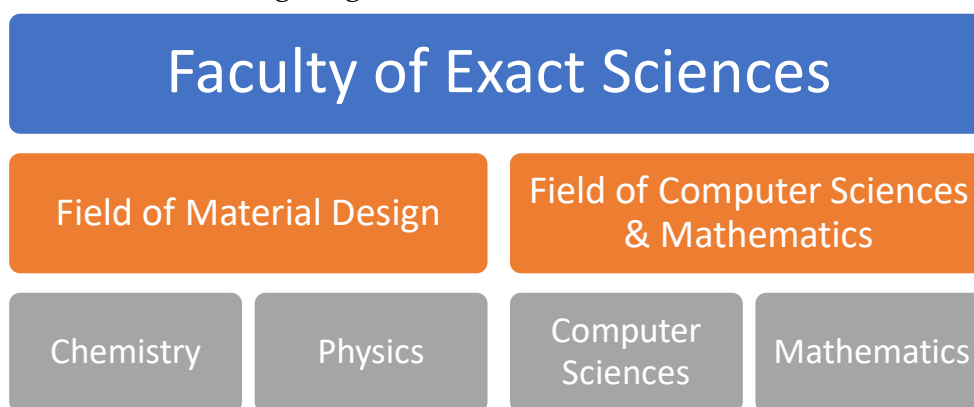 Faculty of Exact Sciences
Field of Material Design
Field of Computer Sciences
& Mathematics
Chemistry
Physics
Computer
Sciences
Mathematics